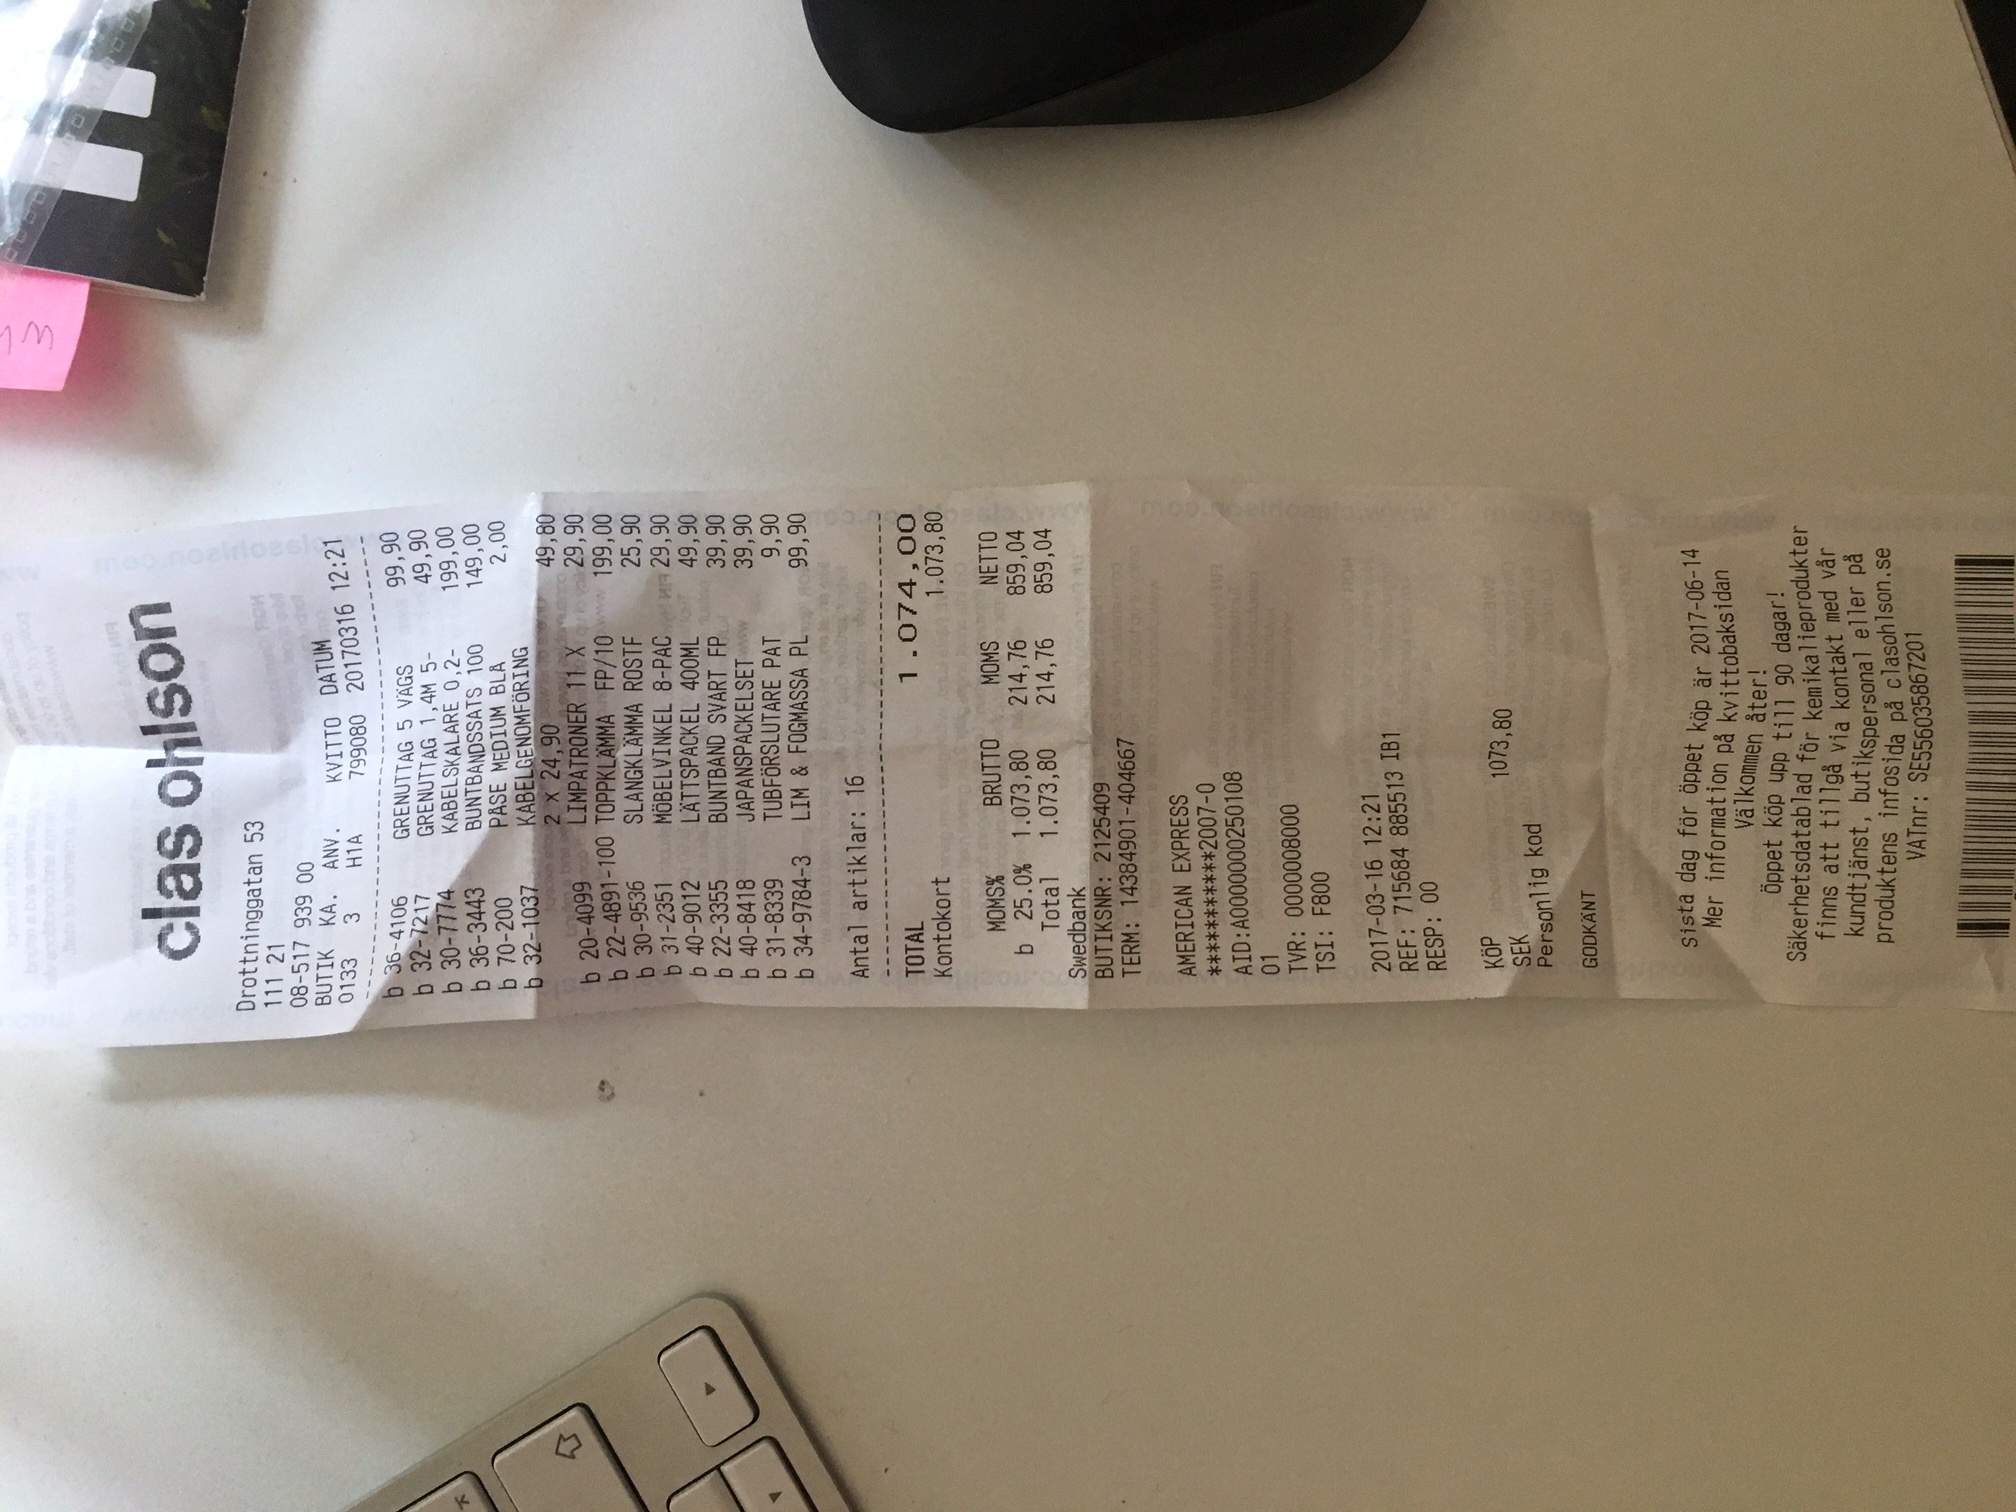 clas ohlson
Drottninggatan 53
111 21
08-517 939 00
BUTIK KA. ANV. KVITTO DATUM
0133 3 H1A 799080 20170316 12:21
b 36-4106 GRENUTTAG 5 VÄGS 99,90
b 32-7217 GRENUTTAG 1,4M 5- 49,90
b 30-7774 KABELSKALARE 0,2- 199,00
b 36-3443 BUNTBANDSSATS 100 149,00
b 70-200 PÅSE MEDIUM BLÅ 2,00
b 32-1037 KABELGENOMFÖRING
2 x 24,90 49,80
b 20-4099 LIMPATRONER 11 X 29,90
b 22-4891-100 TOPPKLÄMMA FP/10 199,00
b 30-9536 SLANGKLÄMMA ROSTF 25,90
b 31-2351 MÖBELVINKEL 8-PAC 29,90
b 40-9012 LÄTTSPACKEL 400ML 49,90
b 22-3355 BUNTBAND SVART FP 39,90
b 40-8418 JAPANSPACKELSET 39,90
b 31-8339 TUBFÖRSLUTARE PAT 9,90
b 34-9784-3 LIM & FOGMASSA PL 99,90
Antal artiklar: 16
TOTAL 1.074,00
Kontokort 1.073,80
MOMS% BRUTTO MOMS NETTO
b 25.0% 1.073,80 214,76 859,04
Total 1.073,80 214,76 859,04
Swedbank
BUTIKSNR: 2125409
TERM: 14384901-404667
AMERICAN EXPRESS
***********2007-0
AID:A0000000250108
01
TVR: 0000008000
TSI: F800
2017-03-16 12:21
REF: 715684 885513 IB1
RESP: 00
KÖP
SEK 1073,80
Personlig kod
GODKÄNT
Sista dag för öppet köp är 2017-06-14
Mer information på kvittobaksidan
Välkommen åter!
Öppet köp upp till 90 dagar!
Säkerhetsdatablad för kemikalieprodukter
finns att tillgå via kontakt med vår
kundtjänst, butikspersonal eller på
produktens infosida på clasohlson.se
VATnr: SE556035867201